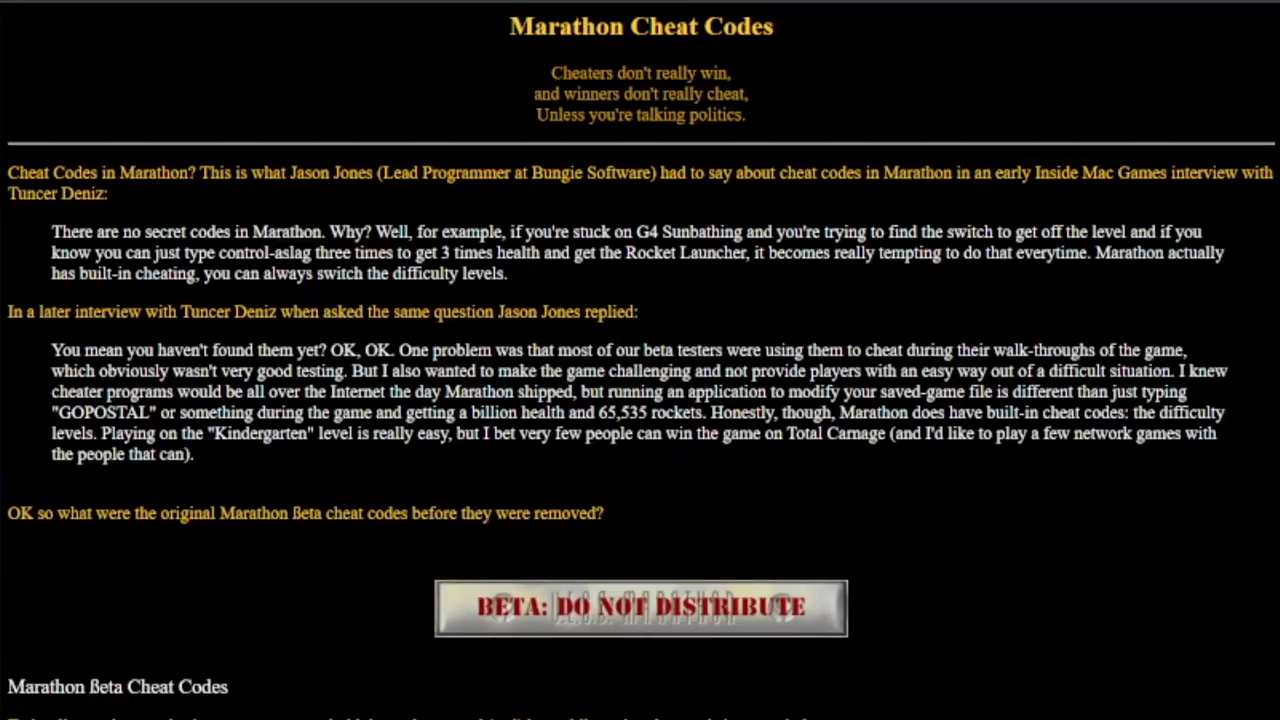 Marathon Cheat Codes
Cheaters don't really win,
and winners don't really cheat,
Unless you're talking politics.
Cheat Codes in Marathon? This is what Jason Jones (Lead Programmer at Bungie Software) had to say about cheat codes in Marathon in an early Inside Mac Games interview with
Tuncer Deniz:
There are no secret codes in Marathon. Why? Well, for example, if you're stuck on G4 Sunbathing and you're trying to find the switch to get off the level and if you
know you can just type control-aslag three times to get 3 times health and get the Rocket Launcher, it becomes really tempting to do that everytime. Marathon actually
has built-in cheating, you can always switch the difficulty levels.
In a later interview with Tuncer Deniz when asked the same question Jason Jones replied:
You mean you haven't found them yet? OK, OK. One problem was that most of our beta testers were using them to cheat during their walk-throughs of the game,
which obviously wasn't very good testing. But I also wanted to make the game challenging and not provide players with an easy way out of a difficult situation. I knew
cheater programs would be all over the Internet the day Marathon shipped, but running an application to modify your saved-game file is different than just typing
"GOPOSTAL" or something during the game and getting a billion health and 65,535 rockets. Honestly, though, Marathon does have built-in cheat codes: the difficulty
levels. Playing on the "Kindergarten" level is really easy, but I bet very few people can win the game on Total Carnage (and I'd like to play a few network games with
the people that can).
OK so what were the original Marathon ßeta cheat codes before they were removed?
BETA: DO NOT DISTRIBUTE
Marathon ßeta Cheat Codes